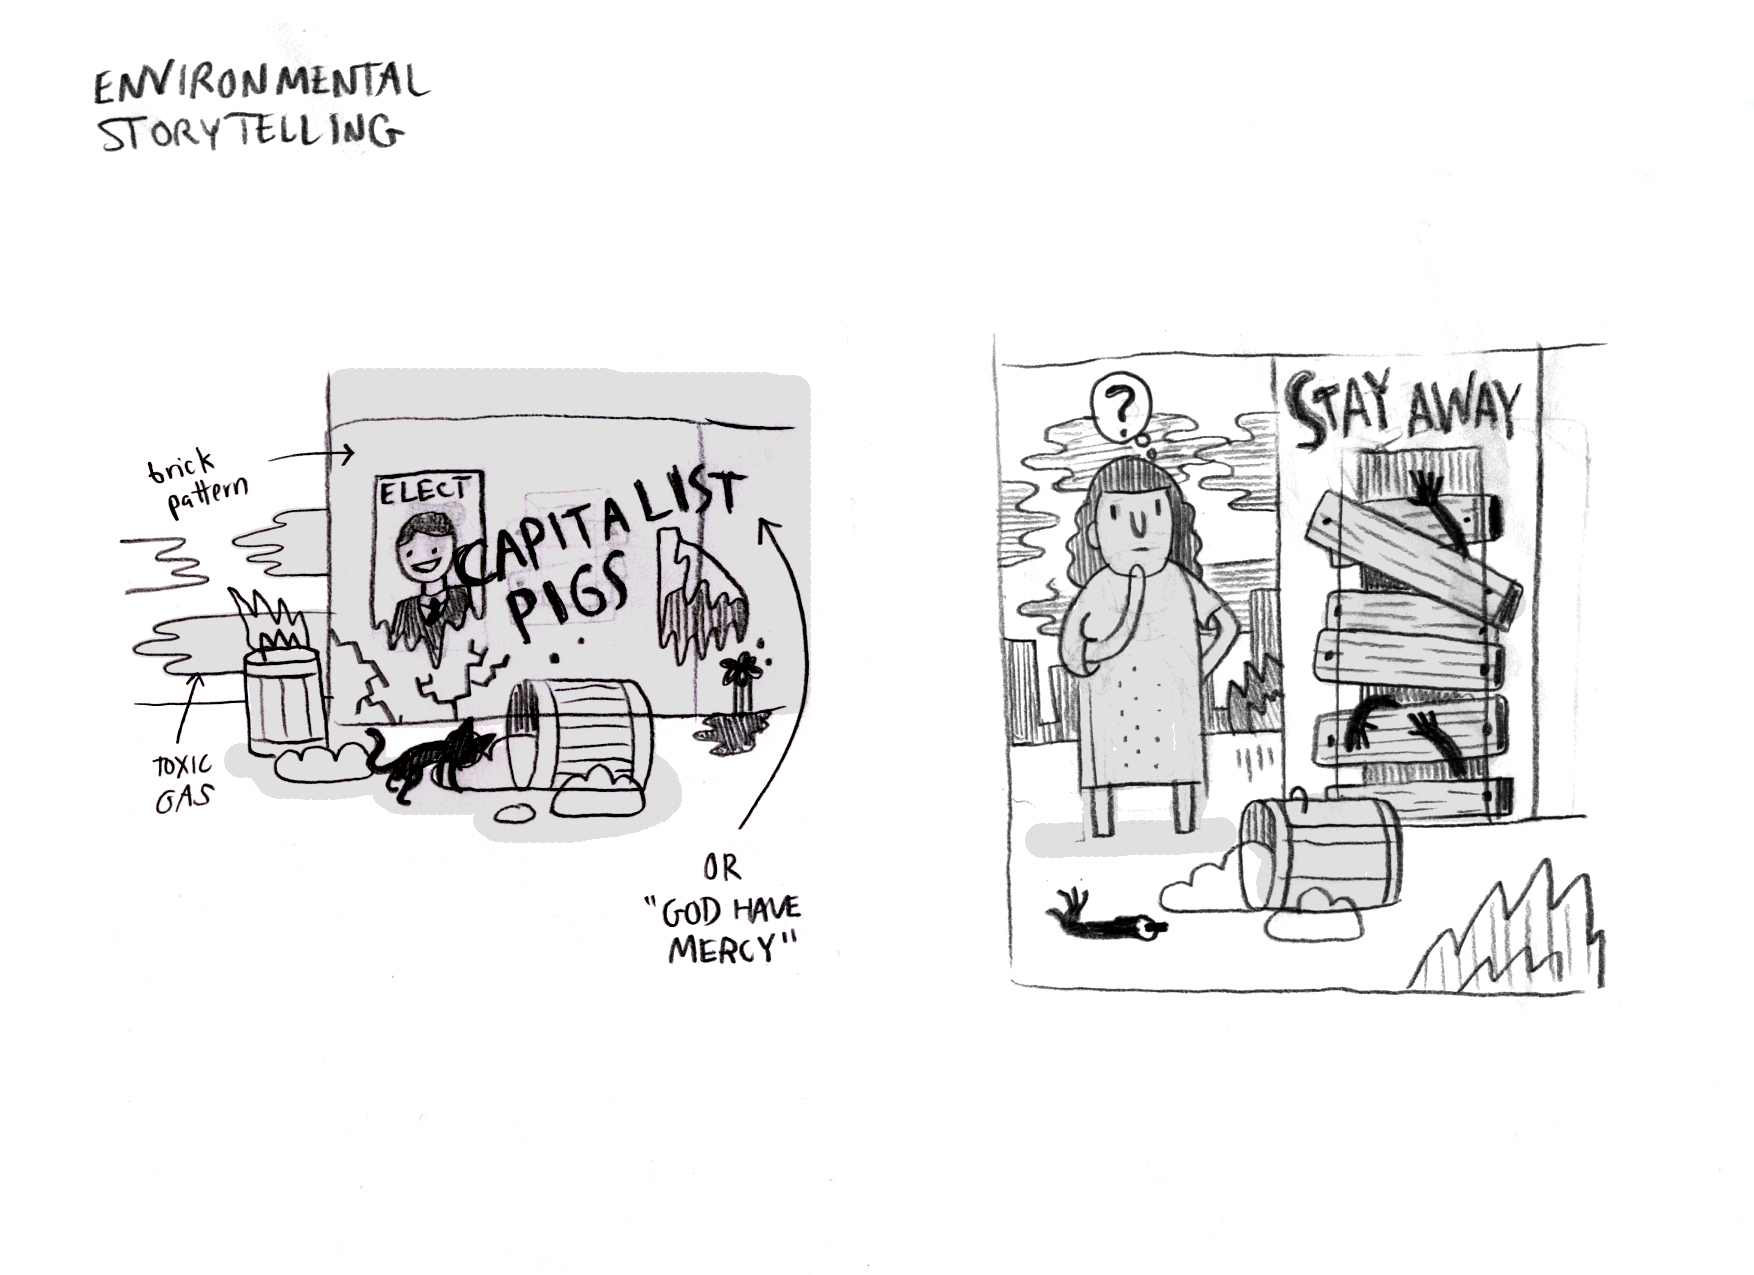 ENVIRONMENTAL
STORYTELLING
brick
pattern
ELECT
CAPITALIST
PIGS
TOXIC
GAS
OR
"GOD HAVE
MERCY"
?
STAY AWAY